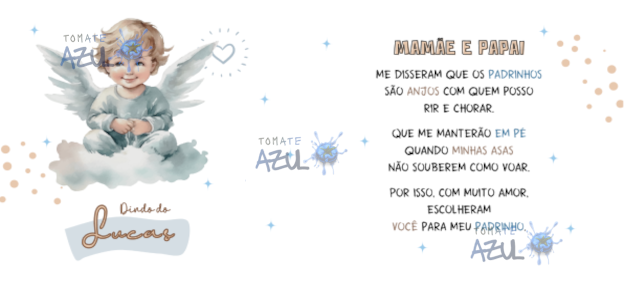 TOMATE
AZUL
Dindo do
Lucas
TOMATE
AZUL
MAMÃE E PAPAI
ME DISSERAM QUE OS PADRINHOS
SÃO ANJOS COM QUEM POSSO
RIR E CHORAR.
QUE ME MANTERÃO EM PÉ
QUANDO MINHAS ASAS
NÃO SOUBEREM COMO VOAR.
POR ISSO, COM MUITO AMOR,
ESCOLHERAM
VOCÊ PARA MEU PADRINHO.
TOMATE
AZUL